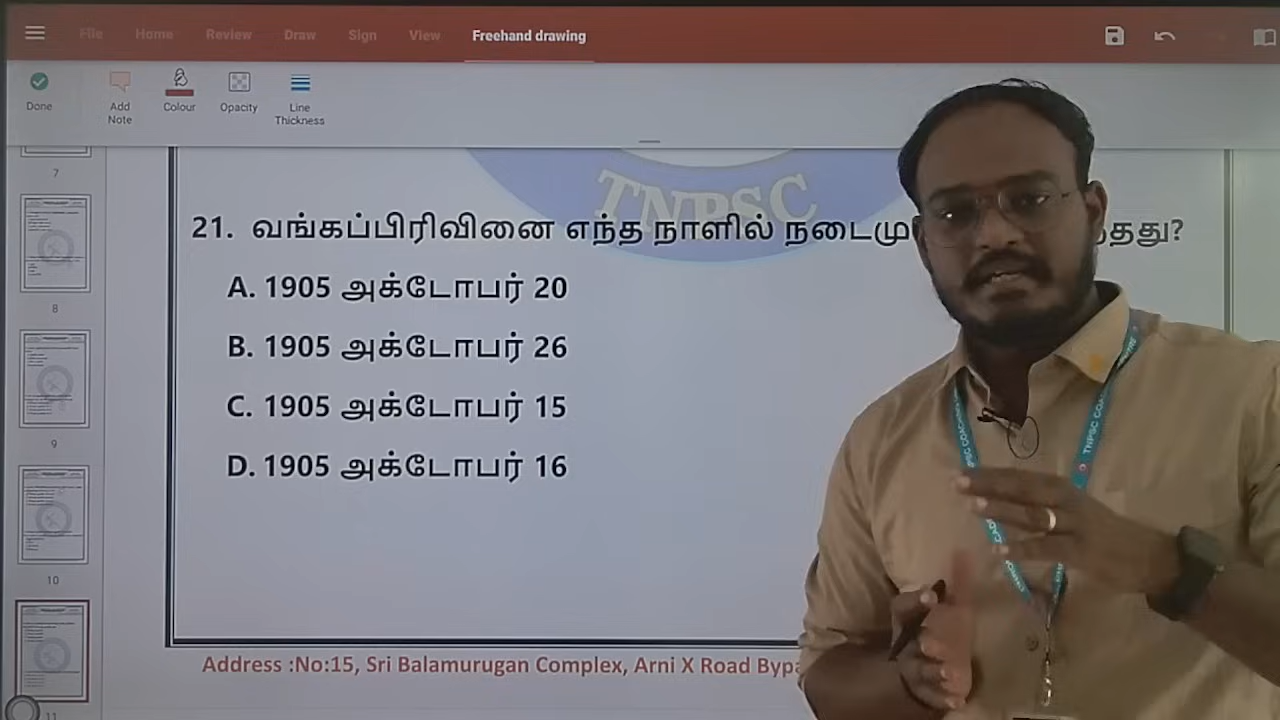 File Home Review Draw Sign View Freehand drawing
Done Add Note Colour Opacity Line Thickness
7
8
9
10
11
TNPSC
21. வங்கப்பிரிவினை எந்த நாளில்
A. 1905 அக்டோபர் 20
B. 1905 அக்டோபர் 26
C. 1905 அக்டோபர் 15
D. 1905 அக்டோபர் 16
Address :No:15, Sri Balamurugan Complex, Arni X Road
TNPSC